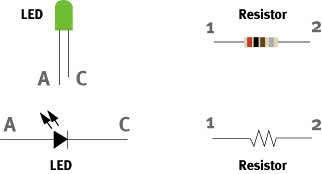 LED
A C
A C
LED
Resistor
1 2
1 2
Resistor